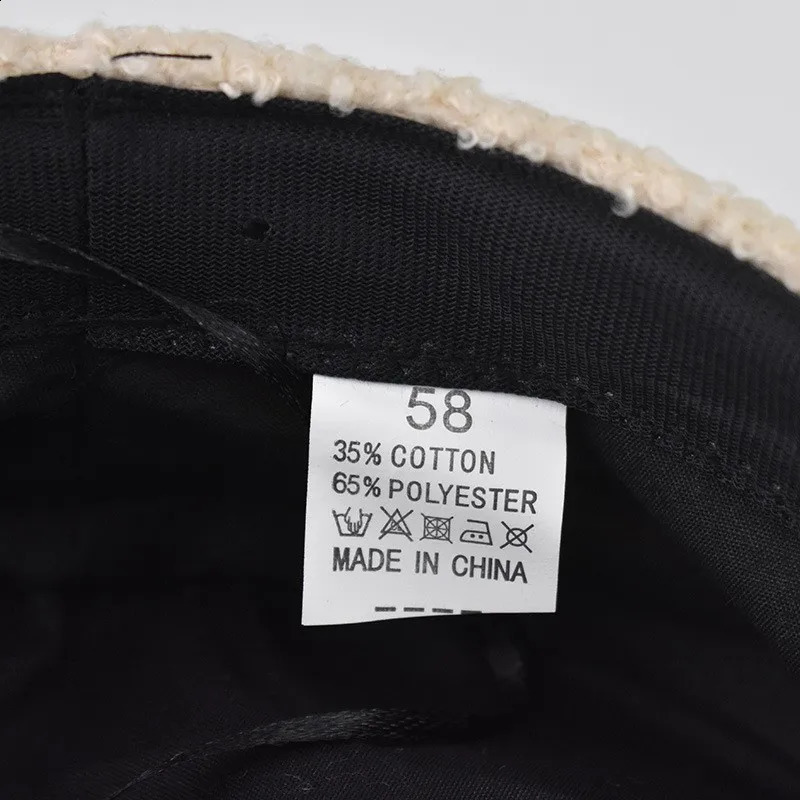 58
35% COTTON
65% POLYESTER
MADE IN CHINA